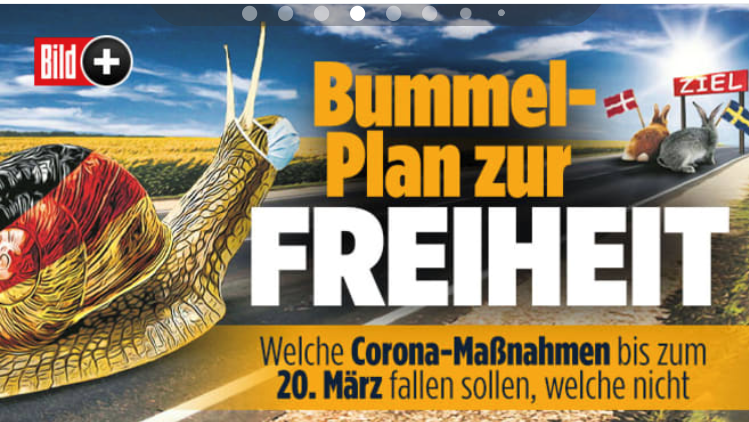 Bild +
Bummel-
Plan zur
FREIHEIT
ZIEL
Welche Corona-Maßnahmen bis zum
20. März fallen sollen, welche nicht